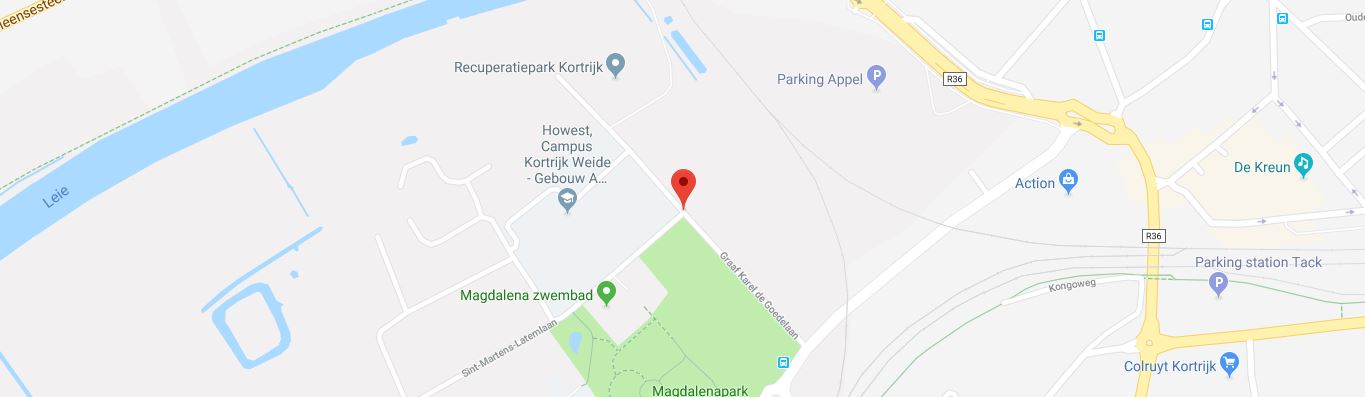 leensestee
Recuperatiepark Kortrijk
Parking Appel
P
R36
Oude
Howest,
Campus
Kortrijk Weide
- Gebouw A...
Action
De Kreun
Leie
R36
Graaf Karel de Goedelaan
Parking station Tack
P
Kongoweg
Magdalena zwembad
Sint-Martens-Latemlaan
Colruyt Kortrijk
Magdalenapark